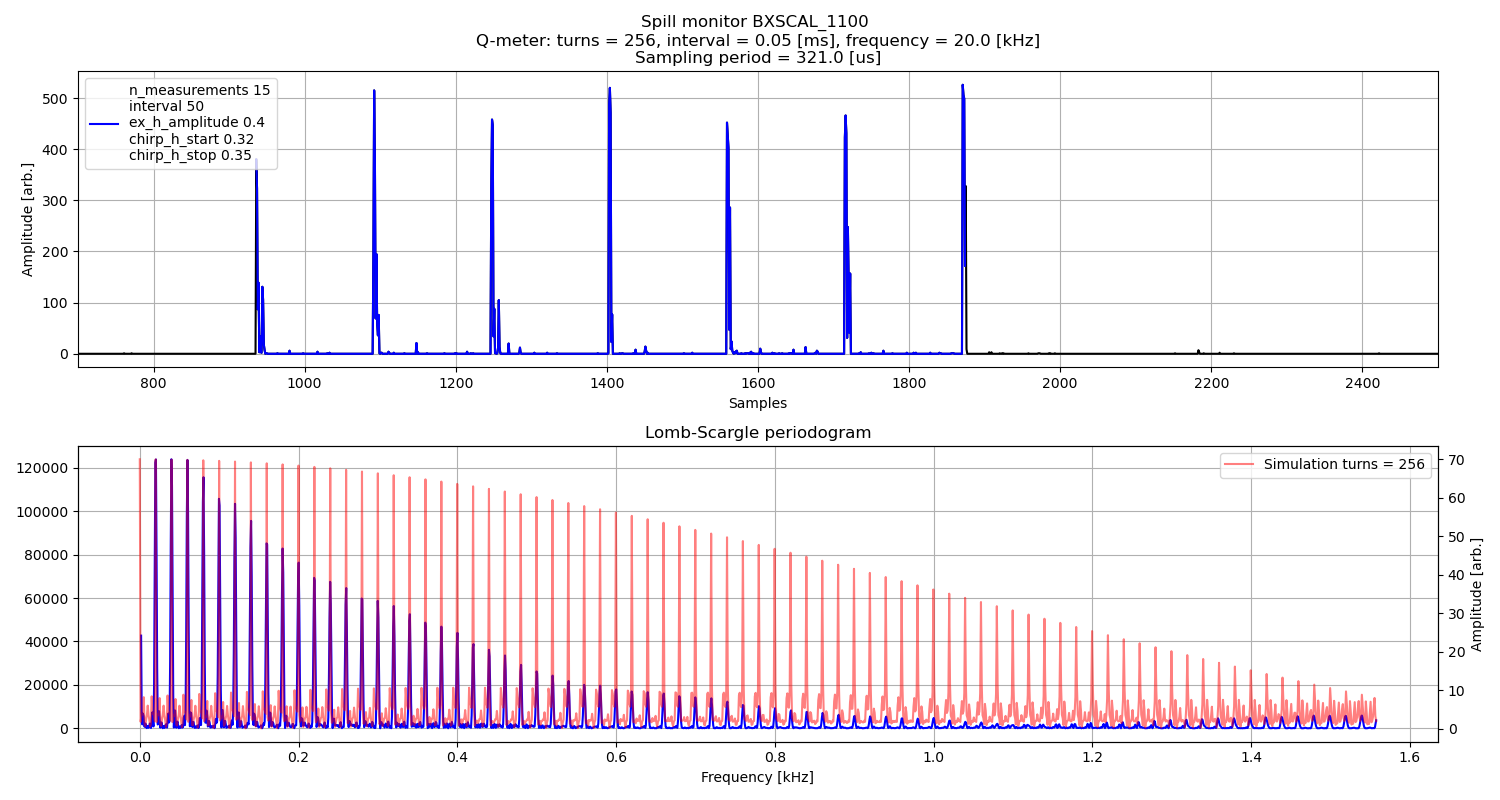 Spill monitor BXSCAL_1100
Q-meter: turns = 256, interval = 0.05 [ms], frequency = 20.0 [kHz]
Sampling period = 321.0 [us]
n_measurements 15
interval 50
ex_h_amplitude 0.4
chirp_h_start 0.32
chirp_h_stop 0.35
500
400
300
200
100
0
Amplitude [arb.]
800 1000 1200 1400 1600 1800 2000 2200 2400
Samples
Lomb-Scargle periodogram
Simulation turns = 256
120000
100000
80000
60000
40000
20000
0
70
60
50
40
30
20
10
0
Amplitude [arb.]
0.0 0.2 0.4 0.6 0.8 1.0 1.2 1.4 1.6
Frequency [kHz]